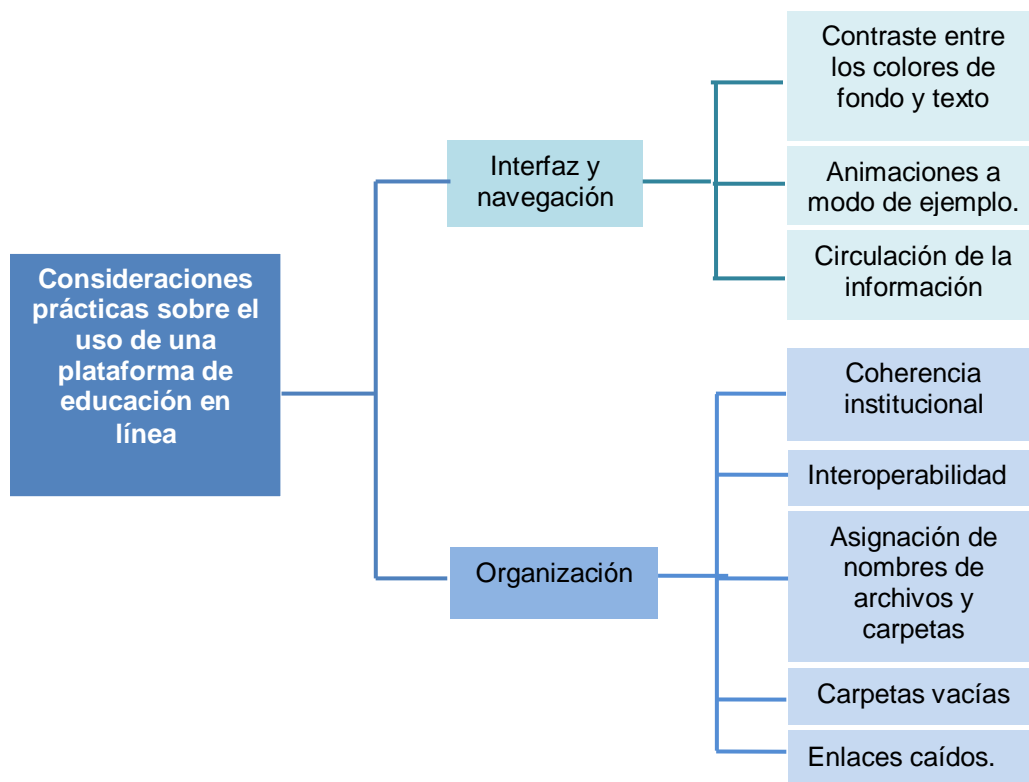 Consideraciones
prácticas sobre el
uso de una
plataforma de
educación en
línea
Interfaz y
navegación
Contraste entre
los colores de
fondo y texto
Animaciones a
modo de ejemplo.
Circulación de la
información
Organización
Coherencia
institucional
Interoperabilidad
Asignación de
nombres de
archivos y
carpetas
Carpetas vacías
Enlaces caídos.